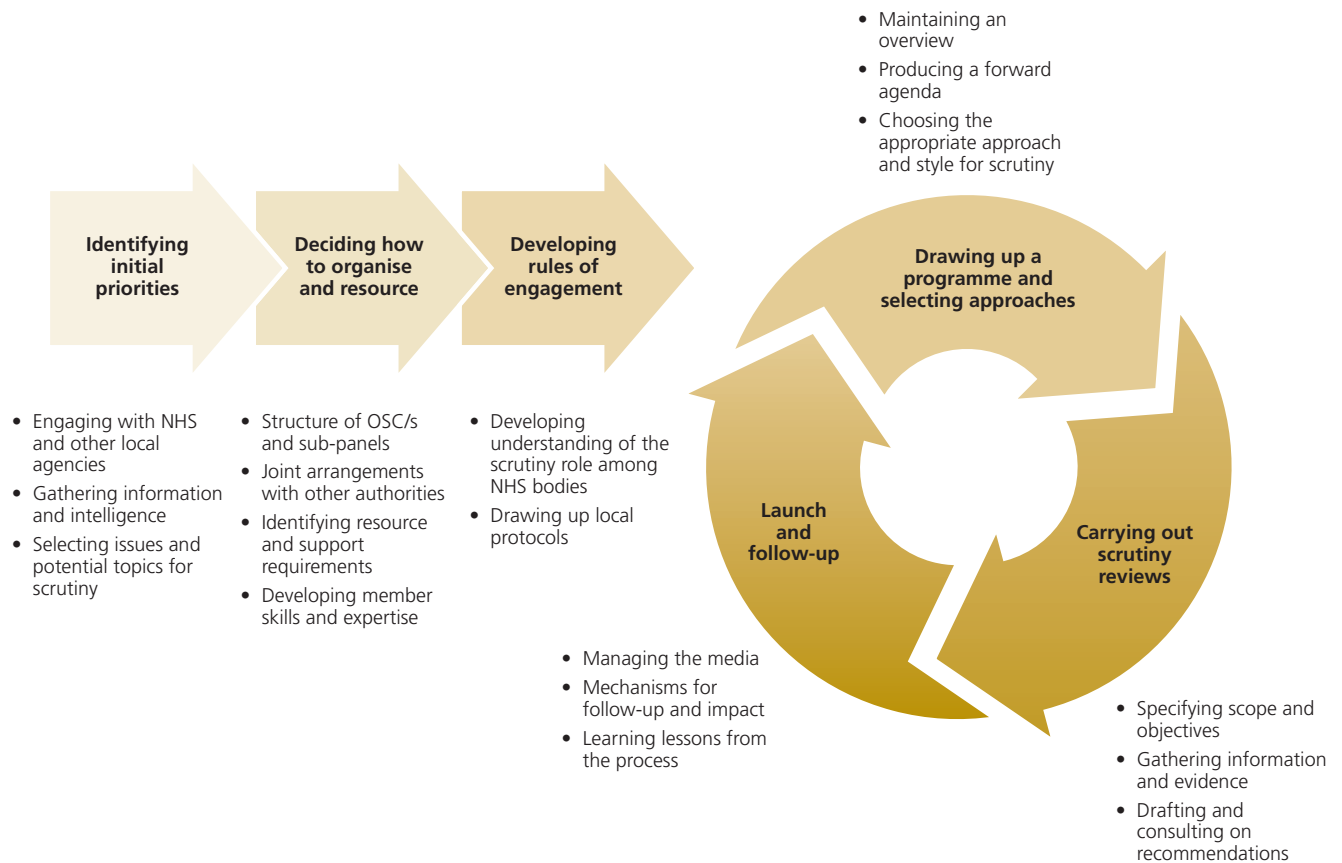 Identifying
initial
priorities
• Engaging with NHS
and other local
agencies
• Gathering information
and intelligence
• Selecting issues and
potential topics for
scrutiny
Deciding how
to organise
and resource
• Structure of OSC/s
and sub-panels
• Joint arrangements
with other authorities
• Identifying resource
and support
requirements
• Developing member
skills and expertise
Developing
rules of
engagement
• Developing
understanding of the
scrutiny role among
NHS bodies
• Drawing up local
protocols
• Maintaining an
overview
• Producing a forward
agenda
• Choosing the
appropriate approach
and style for scrutiny
Drawing up a
programme and
selecting approaches
Carrying out
scrutiny
reviews
• Specifying scope and
objectives
• Gathering information
and evidence
• Drafting and
consulting on
recommendations
Launch
and
follow-up
• Managing the media
• Mechanisms for
follow-up and impact
• Learning lessons from
the process